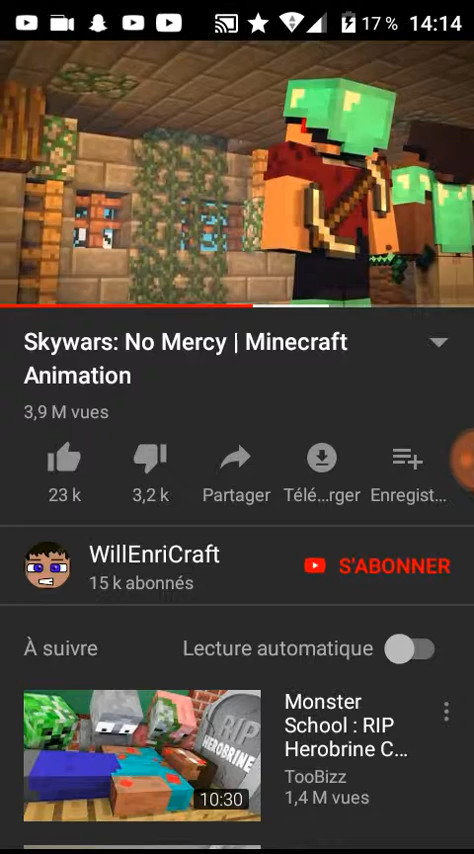 17 % 14:14
Skywars: No Mercy | Minecraft
Animation
3,9 M vues
23 k 3,2 k Partager Télé…rger Enregist…
WillEnriCraft
15 k abonnés
S'ABONNER
À suivre Lecture automatique
RIP
HEROBRINE
10:30
Monster
School : RIP
Herobrine C…
TooBizz
1,4 M vues